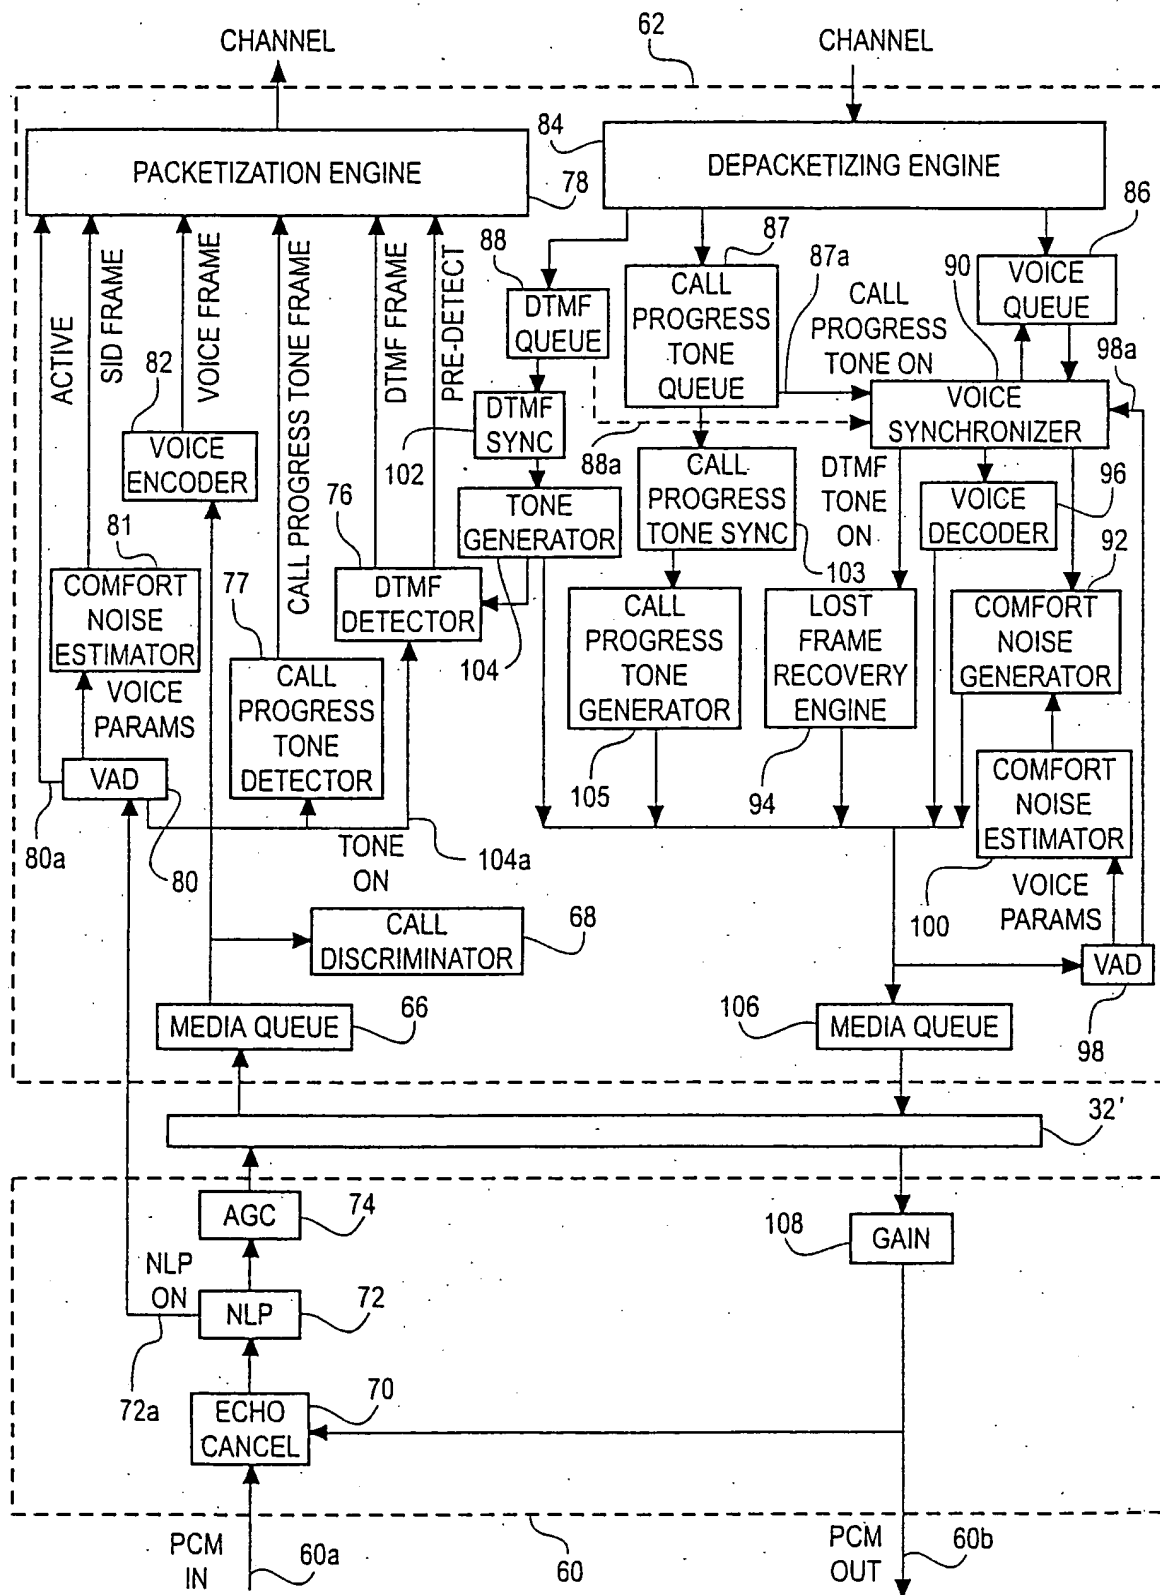 62
CHANNEL
CHANNEL
84
PACKETIZATION ENGINE
78
DEPACKETIZING ENGINE
86
ACTIVE
SID FRAME
VOICE FRAME
CALL PROGRESS TONE FRAME
DTMF FRAME
PRE-DETECT
88
DTMF
QUEUE
87
CALL
PROGRESS
TONE
QUEUE
87a
CALL
PROGRESS
TONE ON
90
VOICE
QUEUE
98a
82
VOICE
ENCODER
102
DTMF
SYNC
88a
VOICE
SYNCHRONIZER
76
TONE
GENERATOR
CALL
PROGRESS
TONE SYNC
103
DTMF
TONE
ON
VOICE
DECODER
96
92
81
COMFORT
NOISE
ESTIMATOR
77
DTMF
DETECTOR
104
CALL
PROGRESS
TONE
GENERATOR
105
LOST
FRAME
RECOVERY
ENGINE
94
COMFORT
NOISE
GENERATOR
VOICE
PARAMS
CALL
PROGRESS
TONE
DETECTOR
VAD
80a
80
TONE
ON
104a
COMFORT
NOISE
ESTIMATOR
100
VOICE
PARAMS
CALL
DISCRIMINATOR
68
VAD
98
MEDIA QUEUE
66
106
MEDIA QUEUE
32'
AGC
74
108
GAIN
NLP
ON
NLP
72
72a
ECHO
CANCEL
70
PCM
IN
60a
60
PCM
OUT
60b